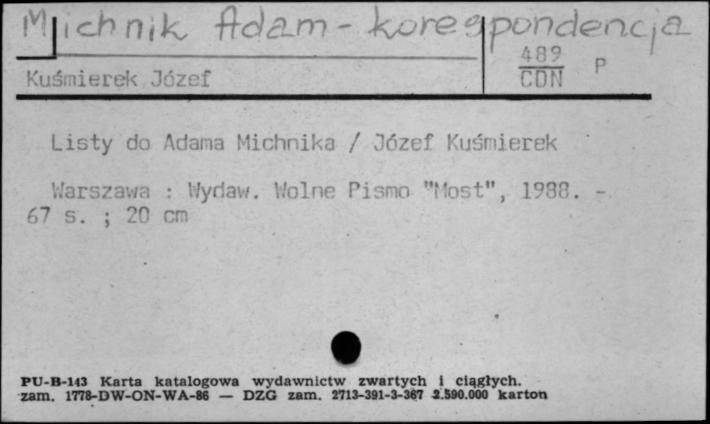 Michnik Adam - korespondencja
489
CDN P
Kuśmierek Józef
Listy do Adama Michnika / Józef Kuśmierek
Warszawa : Wydaw. Wolne Pismo "Most", 1988. -
67 s. ; 20 cm
PU-B-143 Karta katalogowa wydawnictw zwartych i ciągłych.
zam. 1778-DW-ON-WA-86 — DZG zam. 2713-391-3-387 2.590.000 karton